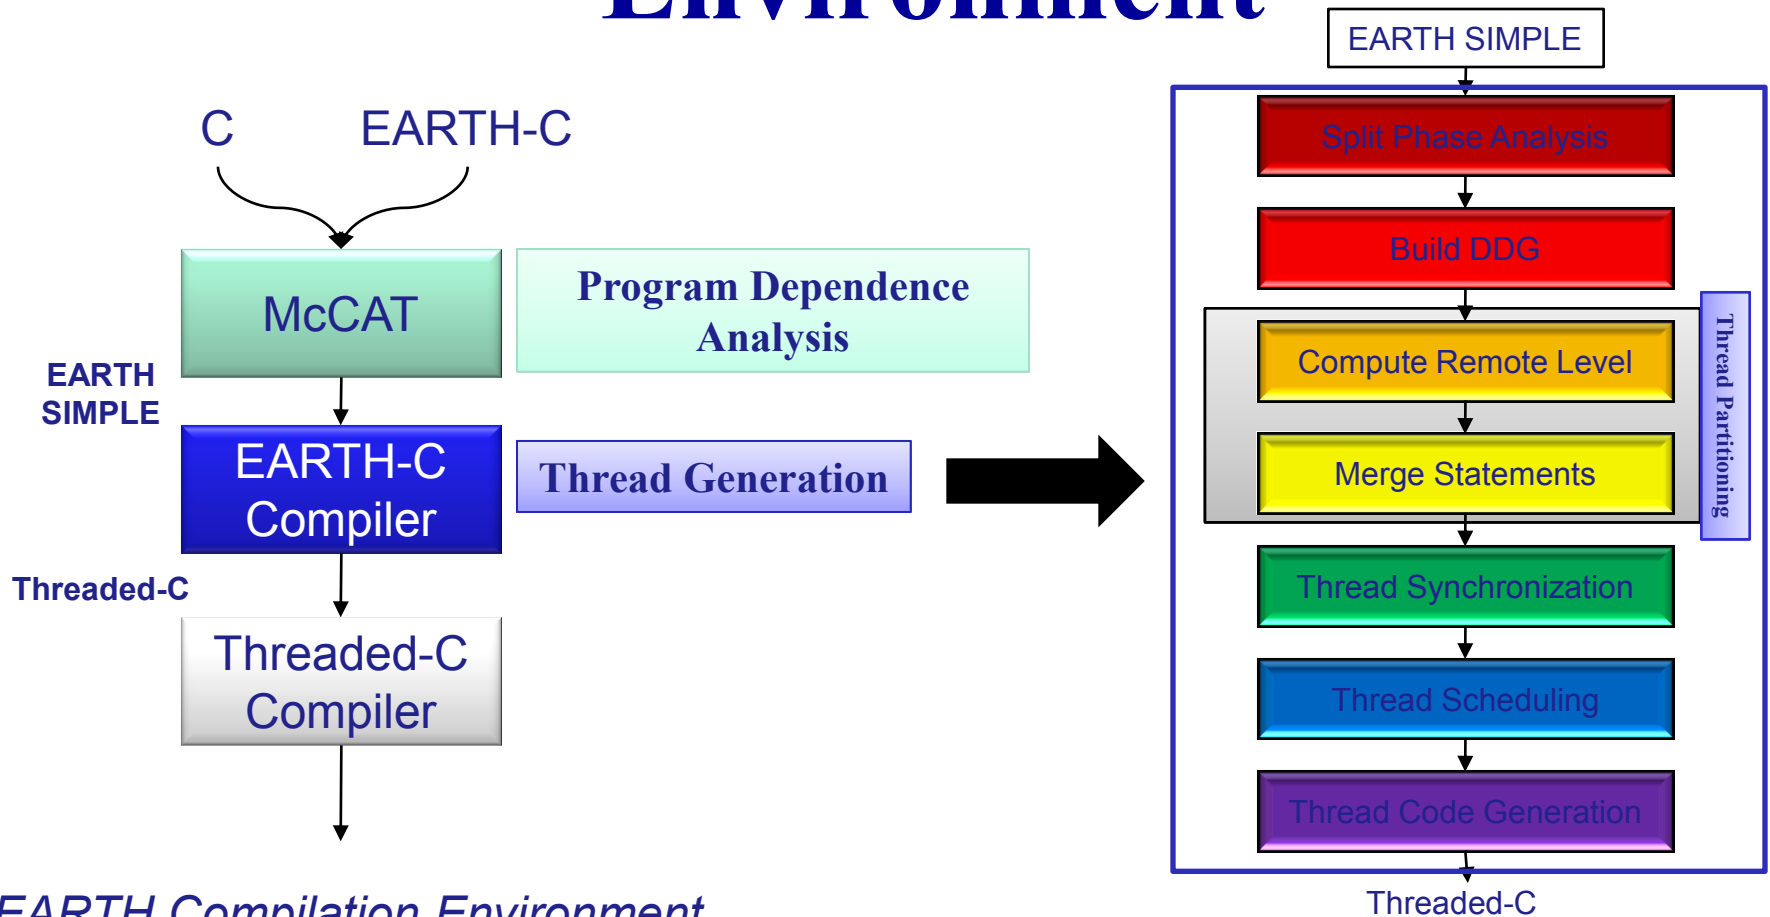 Environment
C
EARTH-C
McCAT
Program Dependence
Analysis
EARTH
SIMPLE
EARTH-C
Compiler
Thread Generation
Threaded-C
Threaded-C
Compiler
EARTH Compilation Environment
EARTH SIMPLE
Split Phase Analysis
Build DDG
Compute Remote Level
Merge Statements
Thread Partitioning
Thread Synchronization
Thread Scheduling
Thread Code Generation
Threaded-C